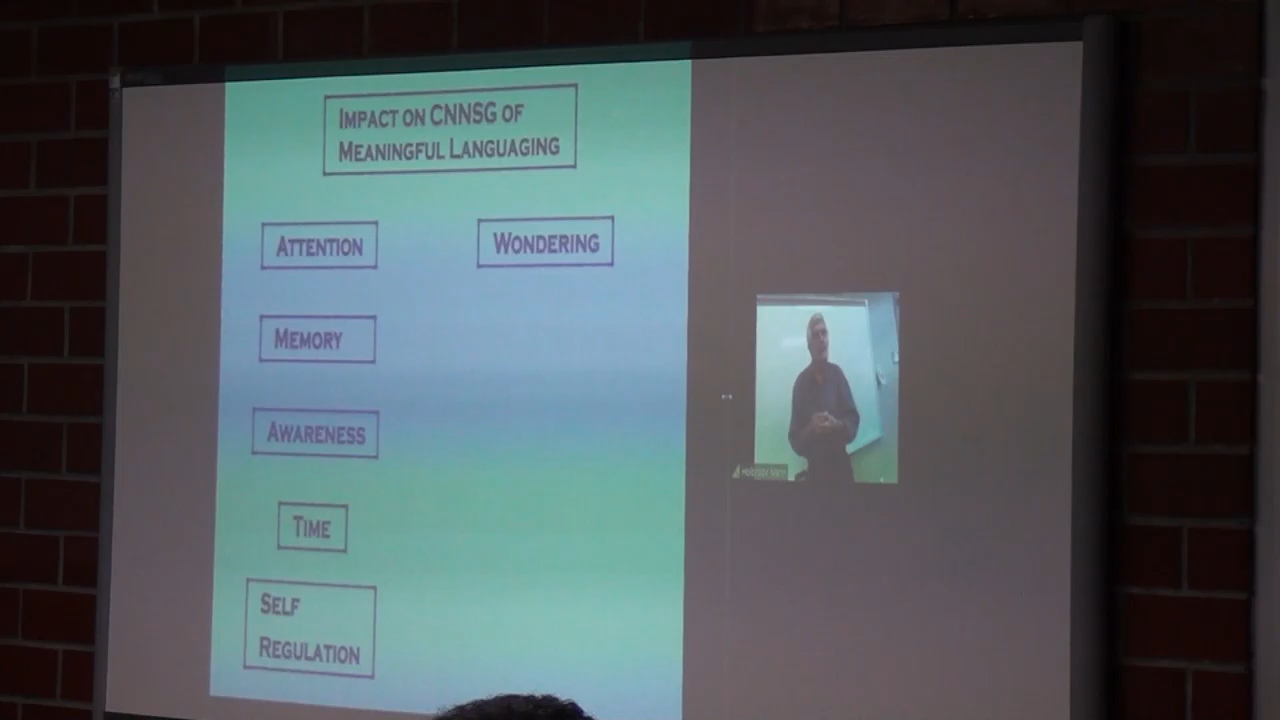 IMPACT ON CNNSG OF
MEANINGFUL LANGUAGING
ATTENTION
WONDERING
MEMORY
AWARENESS
TIME
SELF
REGULATION